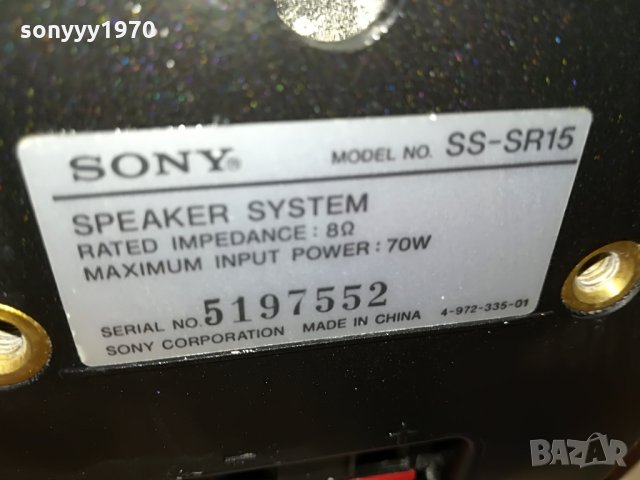 sonyyy1970
SONY® MODEL NO. SS-SR15
SPEAKER SYSTEM
RATED IMPEDANCE : 8Ω
MAXIMUM INPUT POWER : 70W
SERIAL NO. 5197552
SONY CORPORATION MADE IN CHINA 4-972-335-01
BAZAR